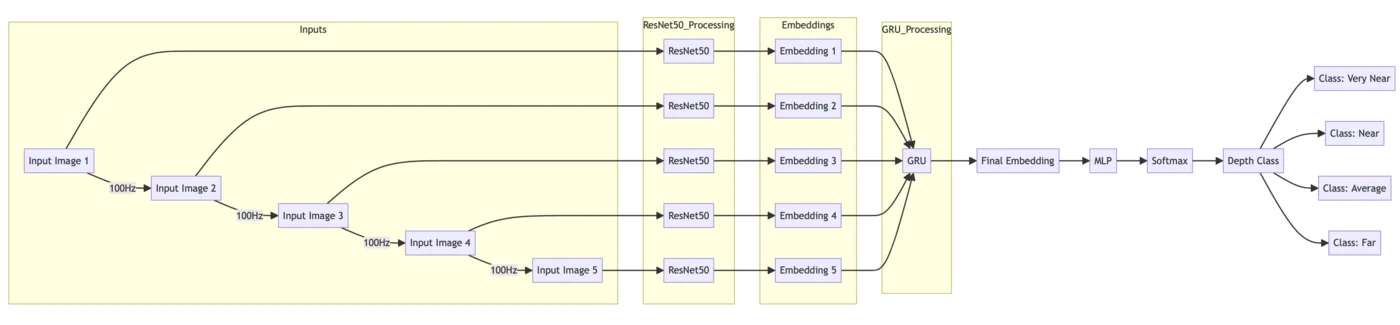 Inputs
ResNet50_Processing
Embeddings
GRU_Processing
Input Image 1
100Hz
Input Image 2
100Hz
Input Image 3
100Hz
Input Image 4
100Hz
Input Image 5
ResNet50
ResNet50
ResNet50
ResNet50
ResNet50
Embedding 1
Embedding 2
Embedding 3
Embedding 4
Embedding 5
GRU
Final Embedding
MLP
Softmax
Depth Class
Class: Very Near
Class: Near
Class: Average
Class: Far